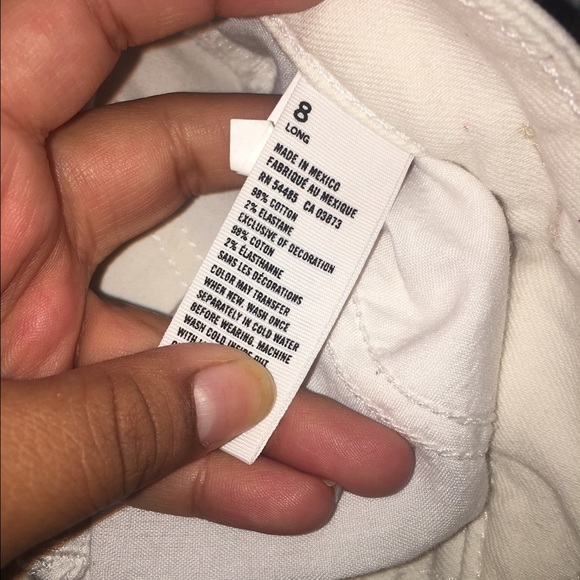 8
LONG
MADE IN MEXICO
FABRIQUÉ AU MEXIQUE
RN 54485 CA 03873
98% COTTON
2% ELASTANE
EXCLUSIVE OF DECORATION
98% COTON
2% ÉLASTHANNE
SANS LES DÉCORATIONS
COLOR MAY TRANSFER
WHEN NEW. WASH ONCE
SEPARATELY IN COLD WATER
BEFORE WEARING. MACHINE
WASH COLD INSIDE OUT
WITH